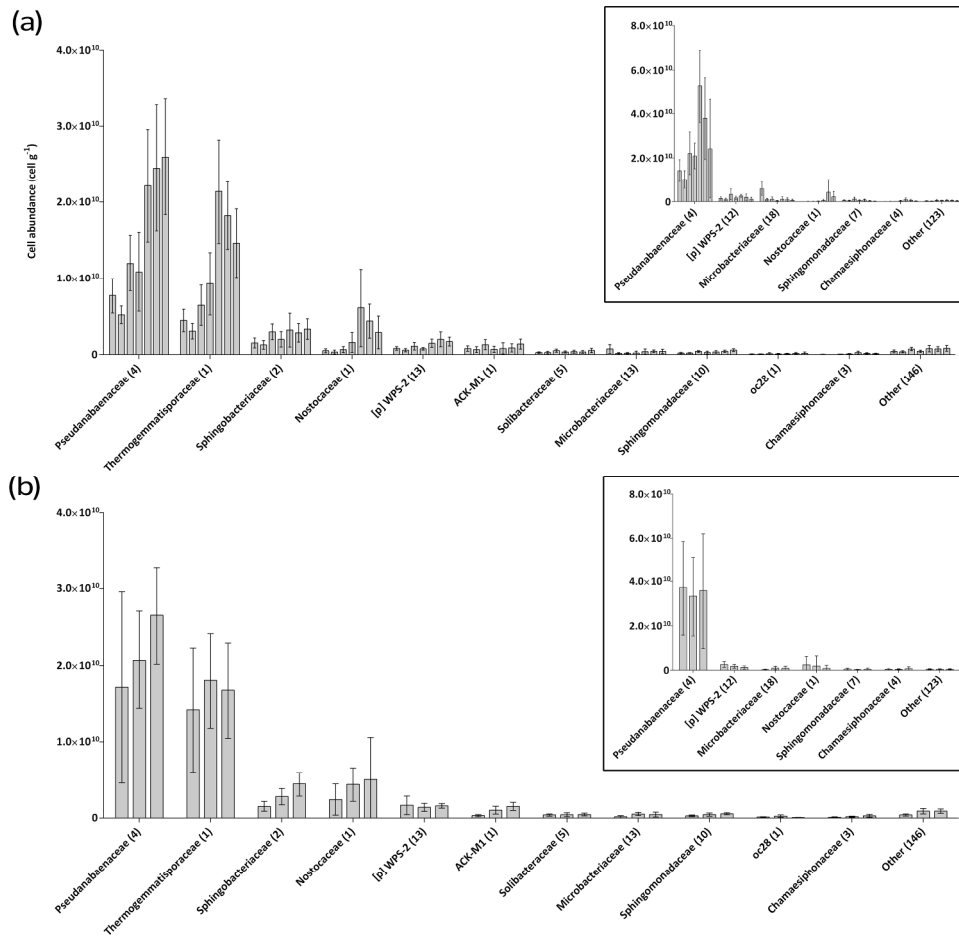 (a)
4.0×10¹⁰
3.0×10¹⁰
2.0×10¹⁰
1.0×10¹⁰
0
Cell abundance (cell g⁻¹)
Pseudanabaenaceae (4)
Thermogemmatisporaceae (1)
Sphingobacteriaceae (2)
Nostocaceae (1)
[p] WPS-2 (13)
ACK-M1 (1)
Solibacteraceae (5)
Microbacteriaceae (13)
Sphingomonadaceae (10)
oc28 (1)
Chamaesiphonaceae (3)
Other (146)
8.0×10¹⁰
6.0×10¹⁰
4.0×10¹⁰
2.0×10¹⁰
0
Pseudanabaenaceae (4)
[p] WPS-2 (12)
Microbacteriaceae (18)
Nostocaceae (1)
Sphingomonadaceae (7)
Chamaesiphonaceae (4)
Other (123)
(b)
4.0×10¹⁰
3.0×10¹⁰
2.0×10¹⁰
1.0×10¹⁰
0
Pseudanabaenaceae (4)
Thermogemmatisporaceae (1)
Sphingobacteriaceae (2)
Nostocaceae (1)
[p] WPS-2 (13)
ACK-M1 (1)
Solibacteraceae (5)
Microbacteriaceae (13)
Sphingomonadaceae (10)
oc28 (1)
Chamaesiphonaceae (3)
Other (146)
8.0×10¹⁰
6.0×10¹⁰
4.0×10¹⁰
2.0×10¹⁰
0
Pseudanabaenaceae (4)
[p] WPS-2 (12)
Microbacteriaceae (18)
Nostocaceae (1)
Sphingomonadaceae (7)
Chamaesiphonaceae (4)
Other (123)